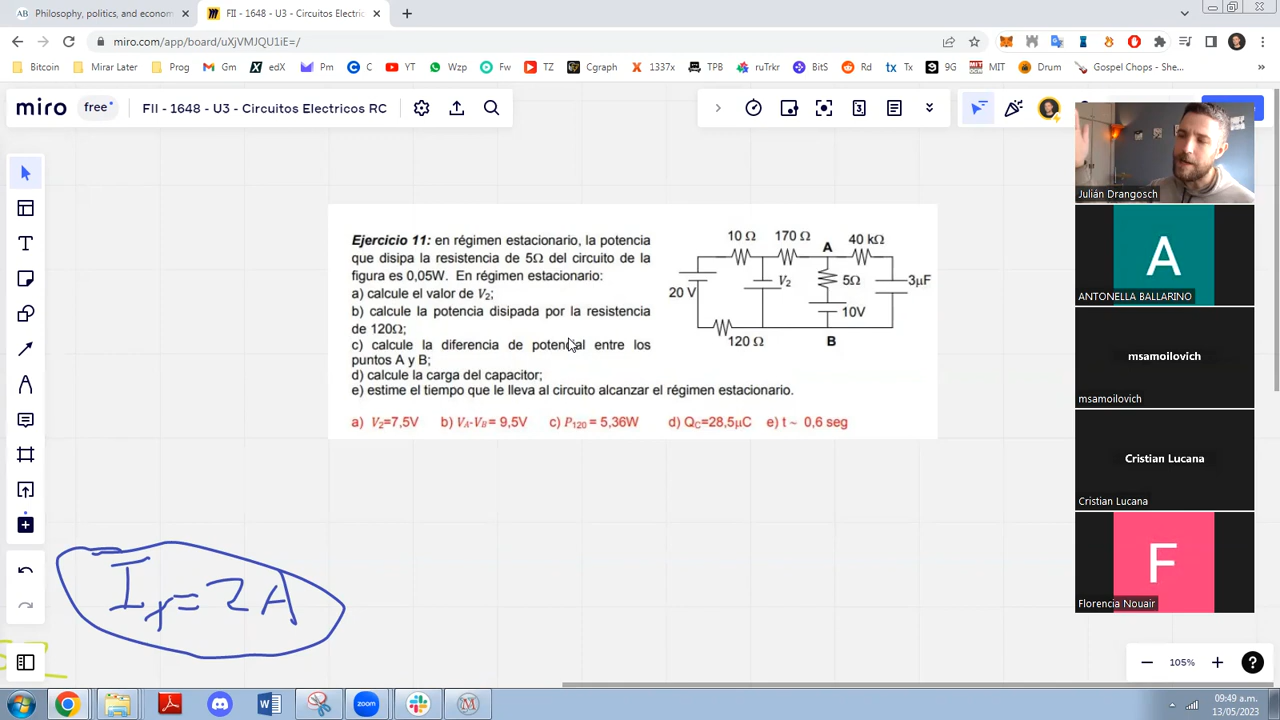 Philosophy, politics, and econom
FII - 1648 - U3 - Circuitos Electric
miro.com/app/board/uXjVMJQU1iE=/
Bitcoin
Mirar Later
Prog
Gm
edX
Pm
C
YT
Wzp
Fw
TZ
Cgraph
1337x
TPB
ruTrkr
BitS
Rd
Tx
9G
MIT
Drum
Gospel Chops - She...
miro
free
FII - 1648 - U3 - Circuitos Electricos RC
Ejercicio 11: en régimen estacionario, la potencia
que disipa la resistencia de 5Ω del circuito de la
figura es 0,05W. En régimen estacionario:
a) calcule el valor de V2;
b) calcule la potencia disipada por la resistencia
de 120Ω;
c) calcule la diferencia de potencial entre los
puntos A y B;
d) calcule la carga del capacitor;
e) estime el tiempo que le lleva al circuito alcanzar el régimen estacionario.
10 Ω
170 Ω
A
40 kΩ
20 V
V2
5Ω
3µF
10V
120 Ω
B
a) V2=7,5V b) VA-VB= 9,5V c) P120 = 5,36W d) QC=28,5µC e) t ~ 0,6 seg
Julián Drangosch
A
ANTONELLA BALLARINO
msamoilovich
msamoilovich
Cristian Lucana
Cristian Lucana
F
Florencia Nouair
105%
?
zoom
09:49 a.m.
13/05/2023